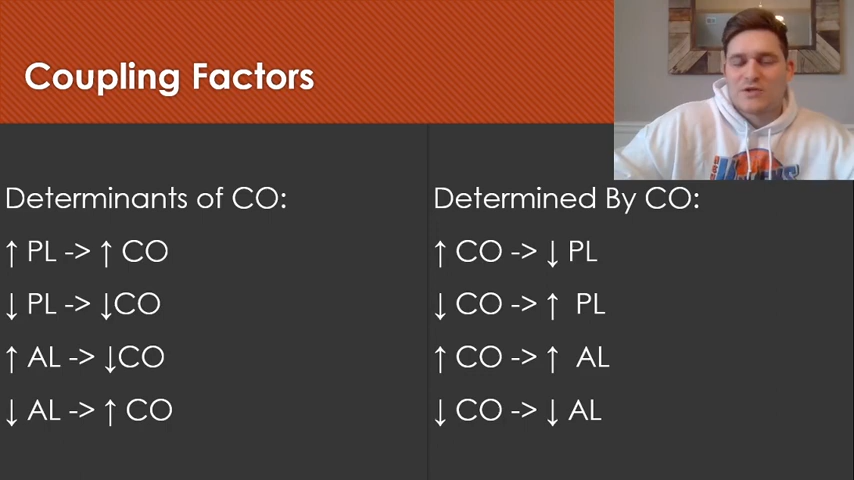 Coupling Factors
Determinants of CO:
↑ PL -> ↑ CO
↓ PL -> ↓CO
↑ AL -> ↓CO
↓ AL -> ↑ CO
Determined By CO:
↑ CO -> ↓ PL
↓ CO -> ↑ PL
↑ CO -> ↑ AL
↓ CO -> ↓ AL